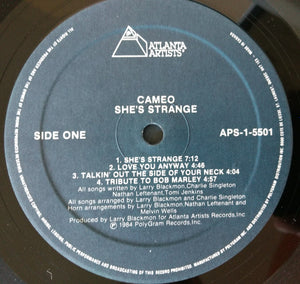 ATLANTA
ARTISTS
CAMEO
SHE'S STRANGE
SIDE ONE
APS-1-5501
1. SHE'S STRANGE 7:12
2. LOVE YOU ANYWAY 4:46
3. TALKIN' OUT THE SIDE OF YOUR NECK 4:04
4. TRIBUTE TO BOB MARLEY 4:57
All songs written by Larry Blackmon, Charlie Singleton
Nathan Leftenant, Tomi Jenkins
All songs arranged by Larry Blackmon and Charlie Singleton
Horn arrangements by Larry Blackmon, Nathan Leftenant and
Melvin Wells
Produced by Larry Blackmon for Atlanta Artists Records, Inc
℗ 1984 PolyGram Records, Inc.